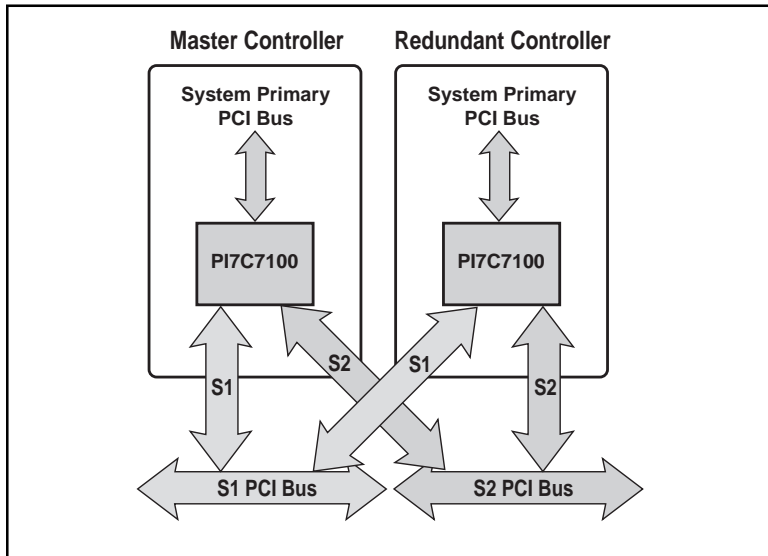 Master Controller
Redundant Controller
System Primary
PCI Bus
System Primary
PCI Bus
PI7C7100
PI7C7100
S1
S2
S1
S2
S1 PCI Bus
S2 PCI Bus